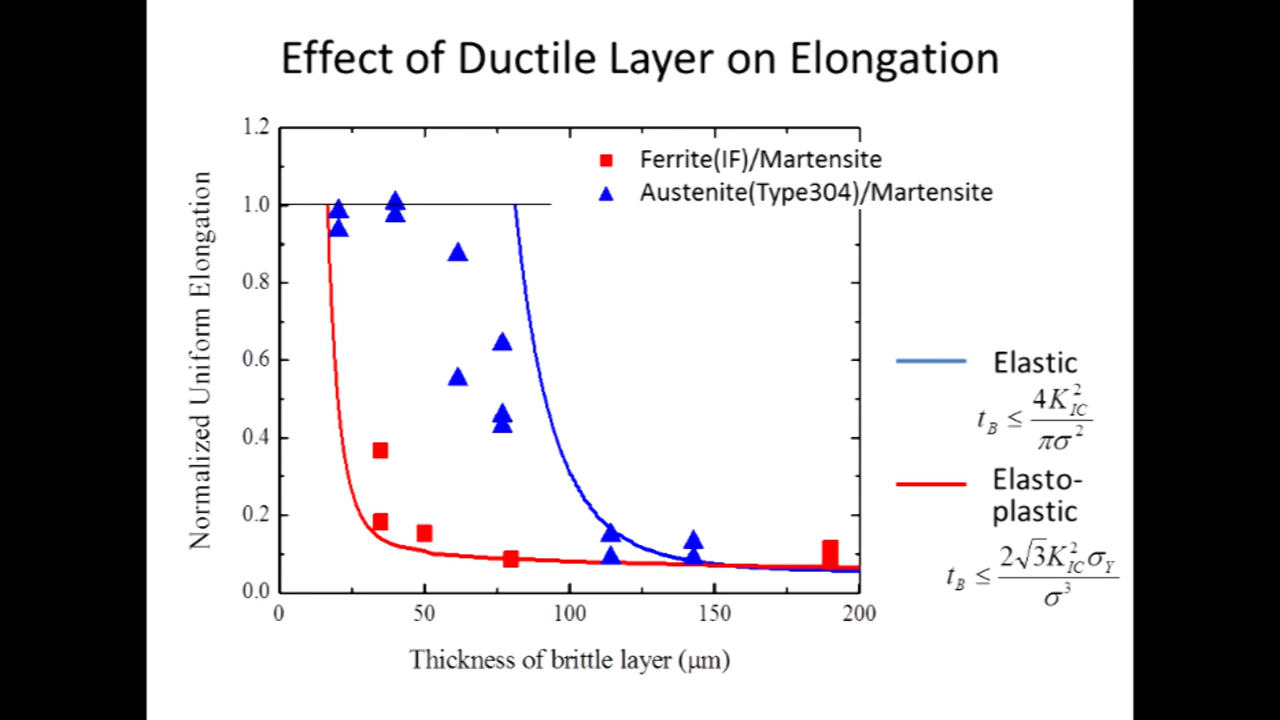 Effect of Ductile Layer on Elongation
1.2
1.0
0.8
0.6
0.4
0.2
0.0
Normalized Uniform Elongation
0 50 100 150 200
Thickness of brittle layer (μm)
Ferrite(IF)/Martensite
Austenite(Type304)/Martensite
Elastic
t_B ≤ 4K_IC^2 / πσ^2
Elasto-
plastic
t_B ≤ 2√3K_IC^2σ_Y / σ^3